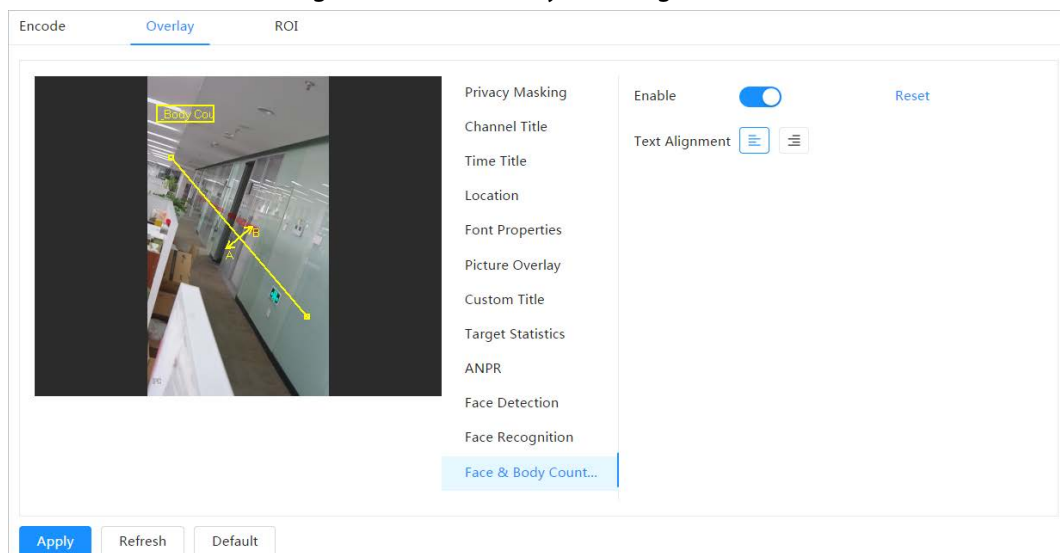 Encode Overlay ROI
_Body Cou
B
A
Privacy Masking
Channel Title
Time Title
Location
Font Properties
Picture Overlay
Custom Title
Target Statistics
ANPR
Face Detection
Face Recognition
Face & Body Count...
Enable Reset
Text Alignment
Apply Refresh Default